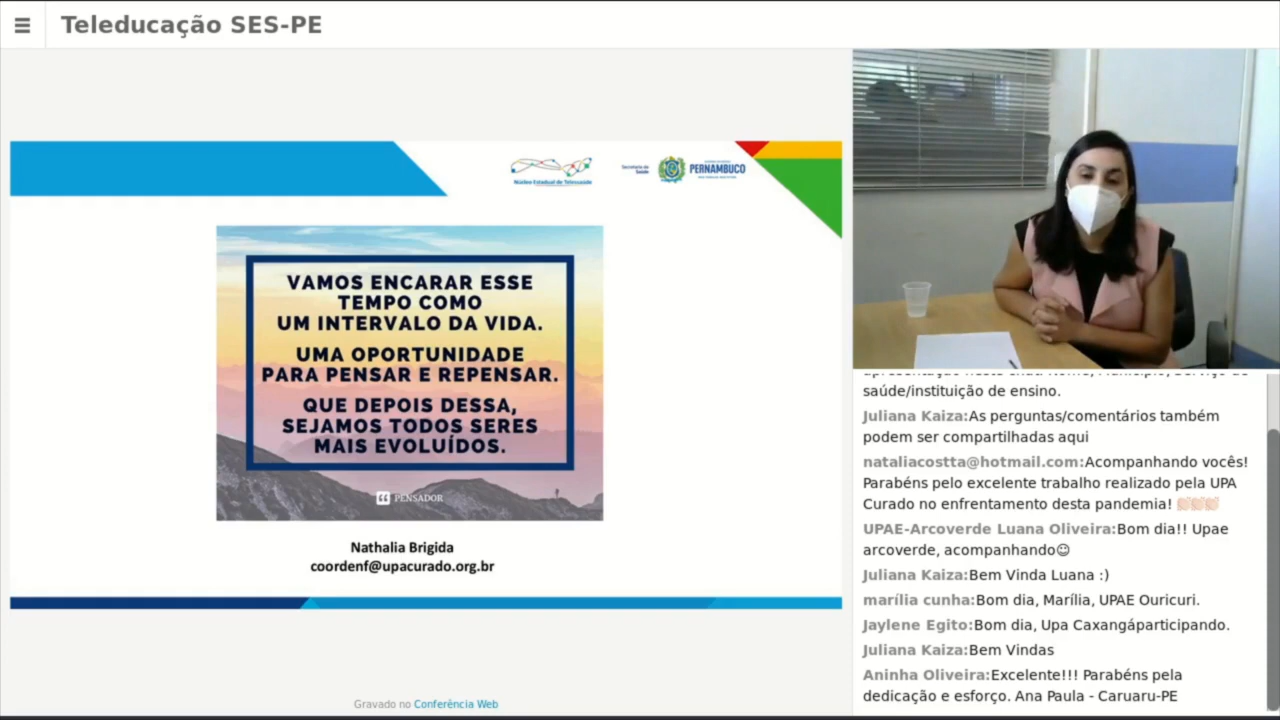 Teleducação SES-PE
Núcleo Estadual de Telessaúde
Secretaria de
Saúde
PERNAMBUCO
VAMOS ENCARAR ESSE
TEMPO COMO
UM INTERVALO DA VIDA.
UMA OPORTUNIDADE
PARA PENSAR E REPENSAR.
QUE DEPOIS DESSA,
SEJAMOS TODOS SERES
MAIS EVOLUÍDOS.
PENSADOR
Nathalia Brigida
coordenf@upacurado.org.br
Gravado no Conferência Web
saúde/instituição de ensino.
Juliana Kaiza:As perguntas/comentários também
podem ser compartilhadas aqui
nataliacostta@hotmail.com:Acompanhando vocês!
Parabéns pelo excelente trabalho realizado pela UPA
Curado no enfrentamento desta pandemia! 👏🏻👏🏻👏🏻
UPAE-Arcoverde Luana Oliveira:Bom dia!! Upae
arcoverde, acompanhando☺
Juliana Kaiza:Bem Vinda Luana :)
marília cunha:Bom dia, Marília, UPAE Ouricuri.
Jaylene Egito:Bom dia, Upa Caxangáparticipando.
Juliana Kaiza:Bem Vindas
Aninha Oliveira:Excelente!!! Parabéns pela
dedicação e esforço. Ana Paula - Caruaru-PE